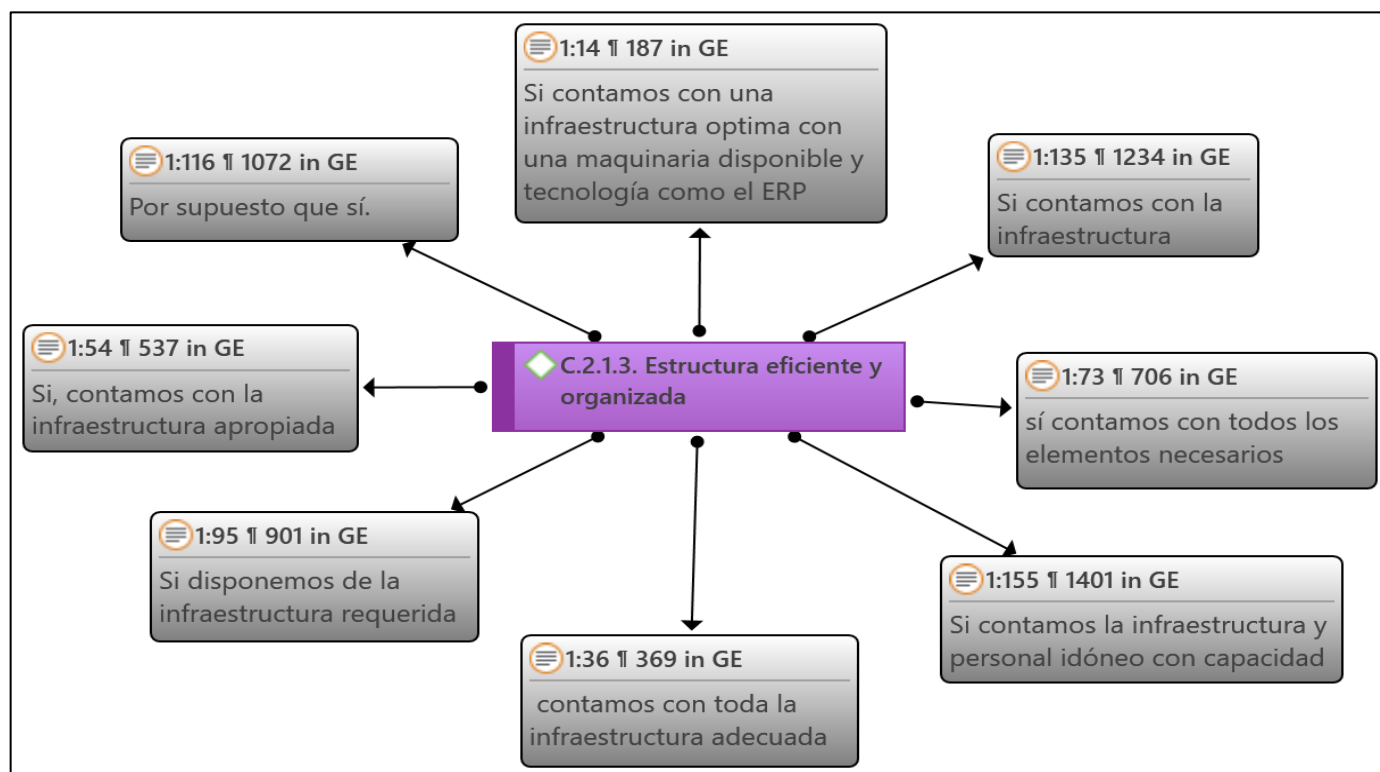 1:14 ¶ 187 in GE
Si contamos con una
infraestructura optima con
una maquinaria disponible y
tecnología como el ERP
1:116 ¶ 1072 in GE
Por supuesto que sí.
1:135 ¶ 1234 in GE
Si contamos con la
infraestructura
1:54 ¶ 537 in GE
Si, contamos con la
infraestructura apropiada
C.2.1.3. Estructura eficiente y
organizada
1:73 ¶ 706 in GE
sí contamos con todos los
elementos necesarios
1:95 ¶ 901 in GE
Si disponemos de la
infraestructura requerida
1:155 ¶ 1401 in GE
Si contamos la infraestructura y
personal idóneo con capacidad
1:36 ¶ 369 in GE
contamos con toda la
infraestructura adecuada